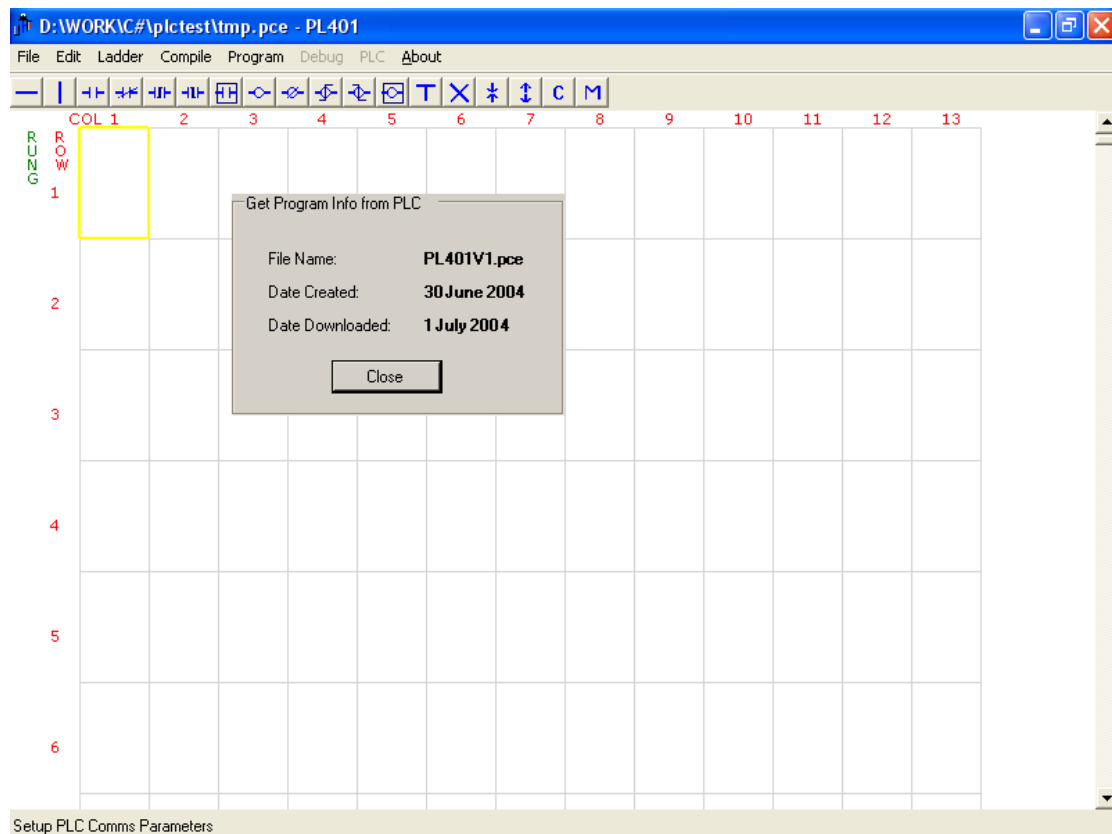 D:\WORK\C#\plctest\tmp.pce - PL401
File Edit Ladder Compile Program Debug PLC About
C M
COL 1 2 3 4 5 6 7 8 9 10 11 12 13
RUNG
ROW
1
Get Program Info from PLC
File Name: PL401V1.pce
Date Created: 30 June 2004
2
Date Downloaded: 1 July 2004
Close
3
4
5
6
Setup PLC Comms Parameters